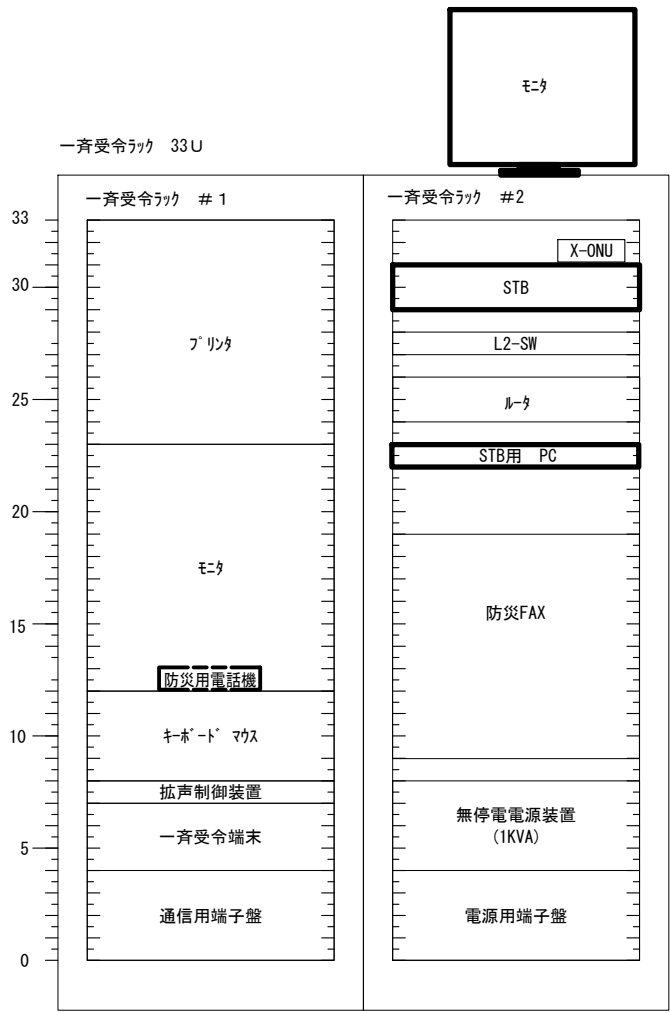 ﾓﾆﾀ
一斉受令ﾗｯｸ 33U
一斉受令ﾗｯｸ #1
一斉受令ﾗｯｸ #2
33
30
25
20
15
10
5
0
ﾌﾟﾘﾝﾀ
ﾓﾆﾀ
防災用電話機
ｷｰﾎﾞｰﾄﾞ ﾏｳｽ
拡声制御装置
一斉受令端末
通信用端子盤
X-ONU
STB
L2-SW
ﾙｰﾀ
STB用 PC
防災FAX
無停電電源装置
(1KVA)
電源用端子盤